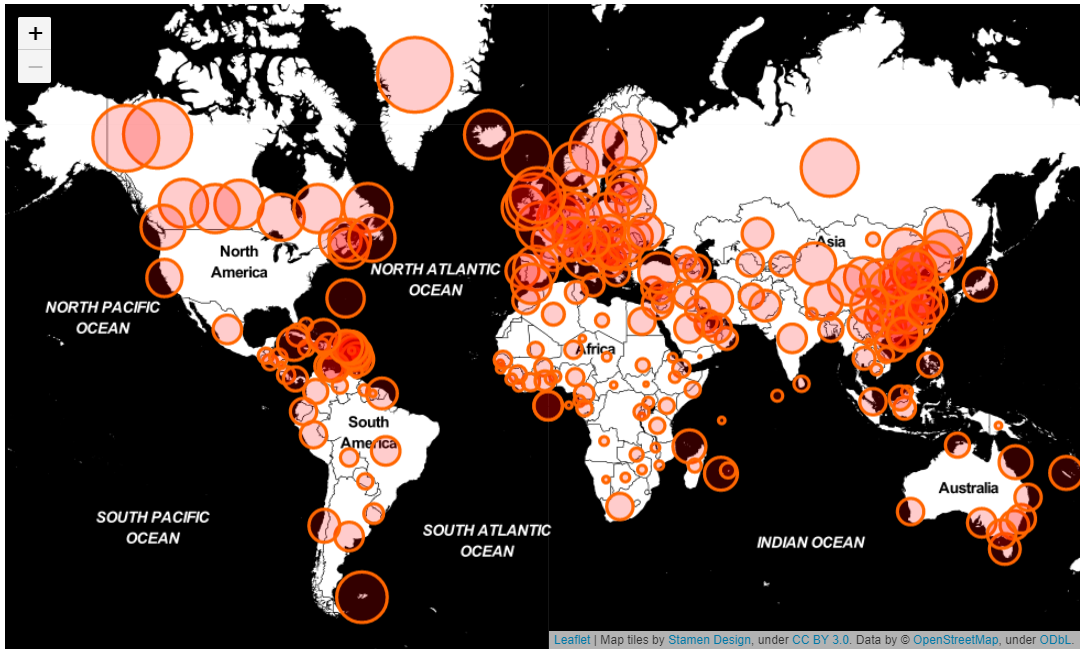 +
−
North
America
NORTH ATLANTIC
OCEAN
Asia
NORTH PACIFIC
OCEAN
Africa
South
America
Australia
SOUTH PACIFIC
OCEAN
SOUTH ATLANTIC
OCEAN
INDIAN OCEAN
Leaflet | Map tiles by Stamen Design, under CC BY 3.0. Data by © OpenStreetMap, under ODbL.